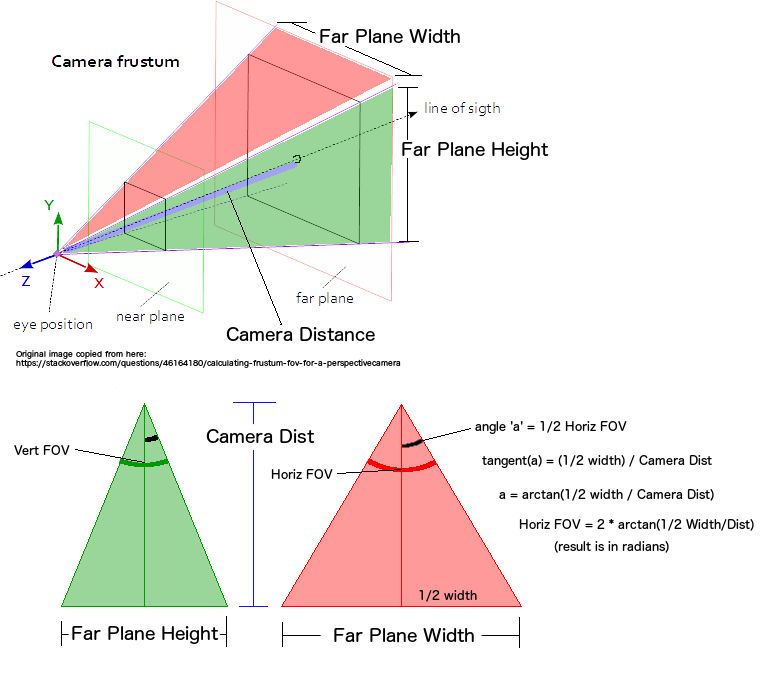 Far Plane Width
Camera frustum
line of sigth
Far Plane Height
Y
Z
X
far plane
near plane
eye position
Camera Distance
Original image copied from here:
https://stackoverflow.com/questions/46164180/calculating-frustum-fov-for-a-perspectivecamera
Camera Dist
Vert FOV
Horiz FOV
angle 'a' = 1/2 Horiz FOV
tangent(a) = (1/2 width) / Camera Dist
a = arctan(1/2 width / Camera Dist)
Horiz FOV = 2 * arctan(1/2 Width/Dist)
(result is in radians)
1/2 width
Far Plane Height
Far Plane Width